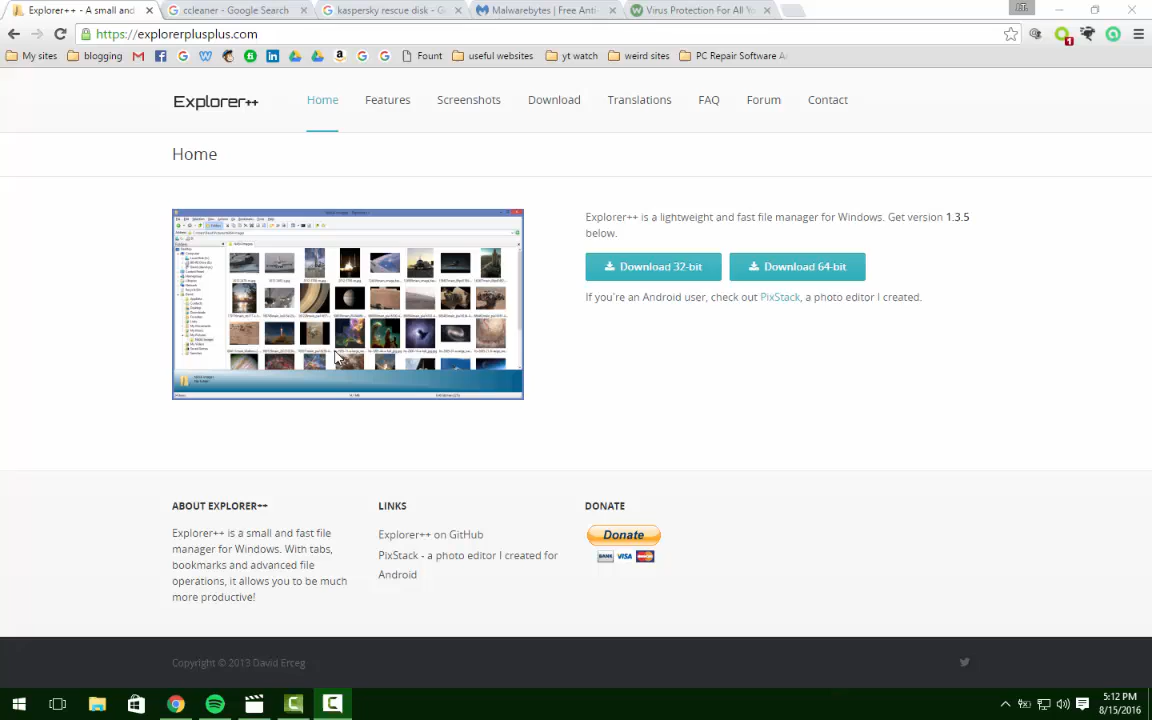 Explorer++ - A small and
ccleaner - Google Search
kaspersky rescue disk - G
Malwarebytes | Free Anti-
Virus Protection For All Yo
https://explorerplusplus.com
My sites
blogging
Fount
useful websites
yt watch
weird sites
PC Repair Software A
Explorer++
Home
Features
Screenshots
Download
Translations
FAQ
Forum
Contact
Home
Explorer++ is a lightweight and fast file manager for Windows. Get version 1.3.5
below.
Download 32-bit
Download 64-bit
If you're an Android user, check out PixStack, a photo editor I created.
ABOUT EXPLORER++
Explorer++ is a small and fast file
manager for Windows. With tabs,
bookmarks and advanced file
operations, it allows you to be much
more productive!
LINKS
Explorer++ on GitHub
PixStack - a photo editor I created for
Android
DONATE
Donate
BANK VISA
Copyright © 2013 David Erceg
5:12 PM
8/15/2016